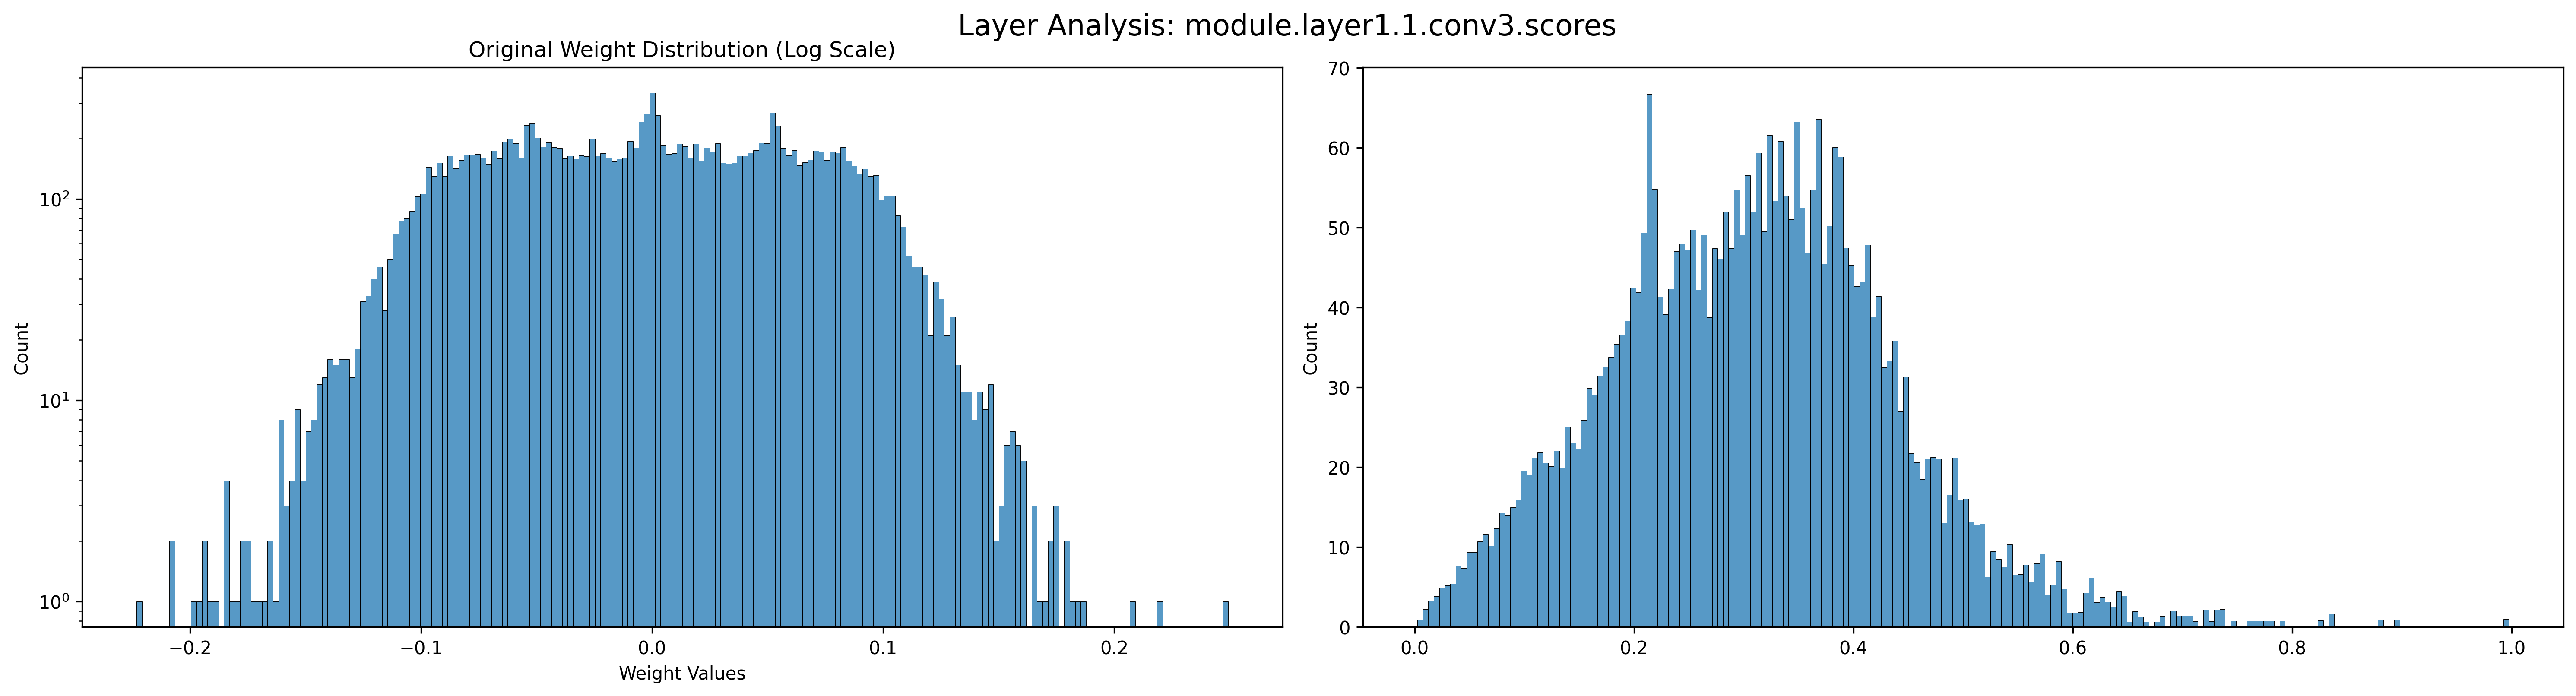 Layer Analysis: module.layer1.1.conv3.scores
Original Weight Distribution (Log Scale)
Count
10²
10¹
10⁰
−0.2 −0.1 0.0 0.1 0.2
Weight Values
Count
70
60
50
40
30
20
10
0
0.0 0.2 0.4 0.6 0.8 1.0